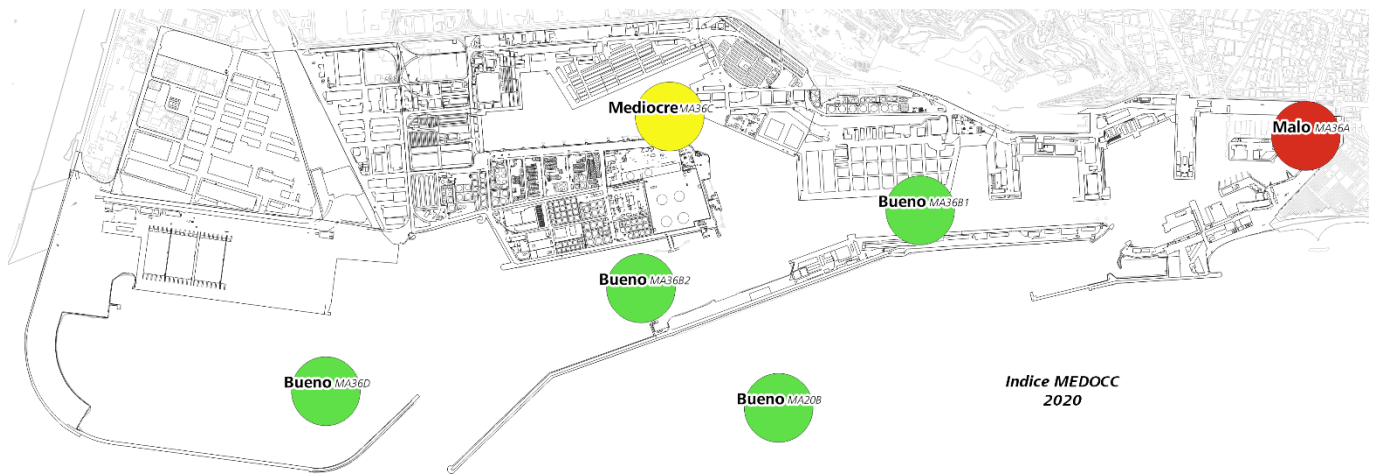 Mediocre MA36C
Malo MA36A
Bueno MA36B1
Bueno MA36B2
Bueno MA36D
Bueno MA20B
Indice MEDOCC
2020